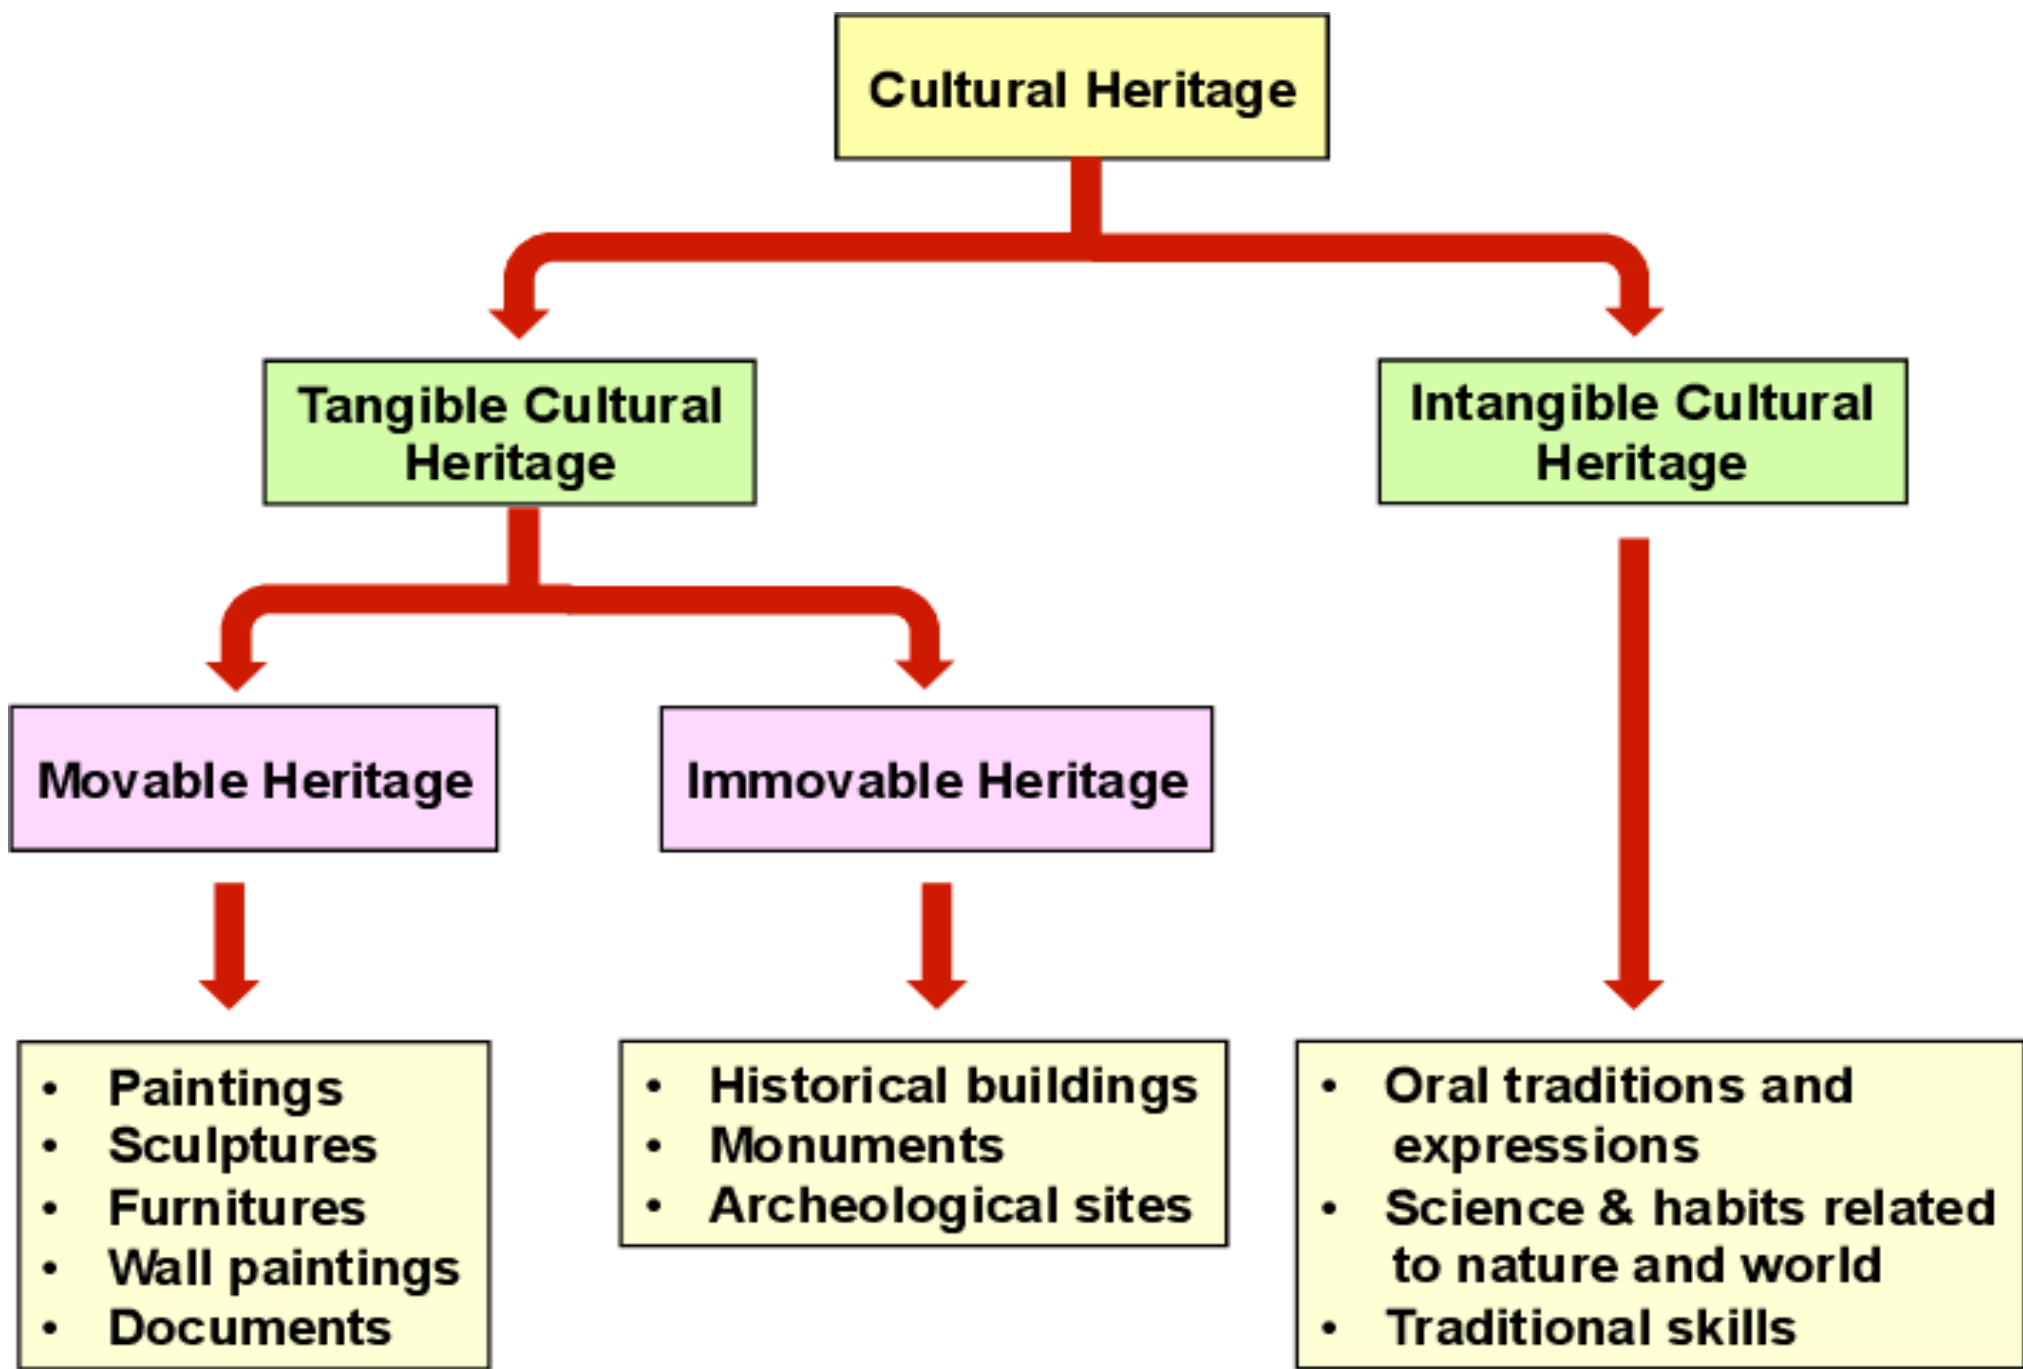 Cultural Heritage
Tangible Cultural
Heritage
Intangible Cultural
Heritage
Movable Heritage
Immovable Heritage
• Paintings
• Sculptures
• Furnitures
• Wall paintings
• Documents
• Historical buildings
• Monuments
• Archeological sites
• Oral traditions and
expressions
• Science & habits related
to nature and world
• Traditional skills